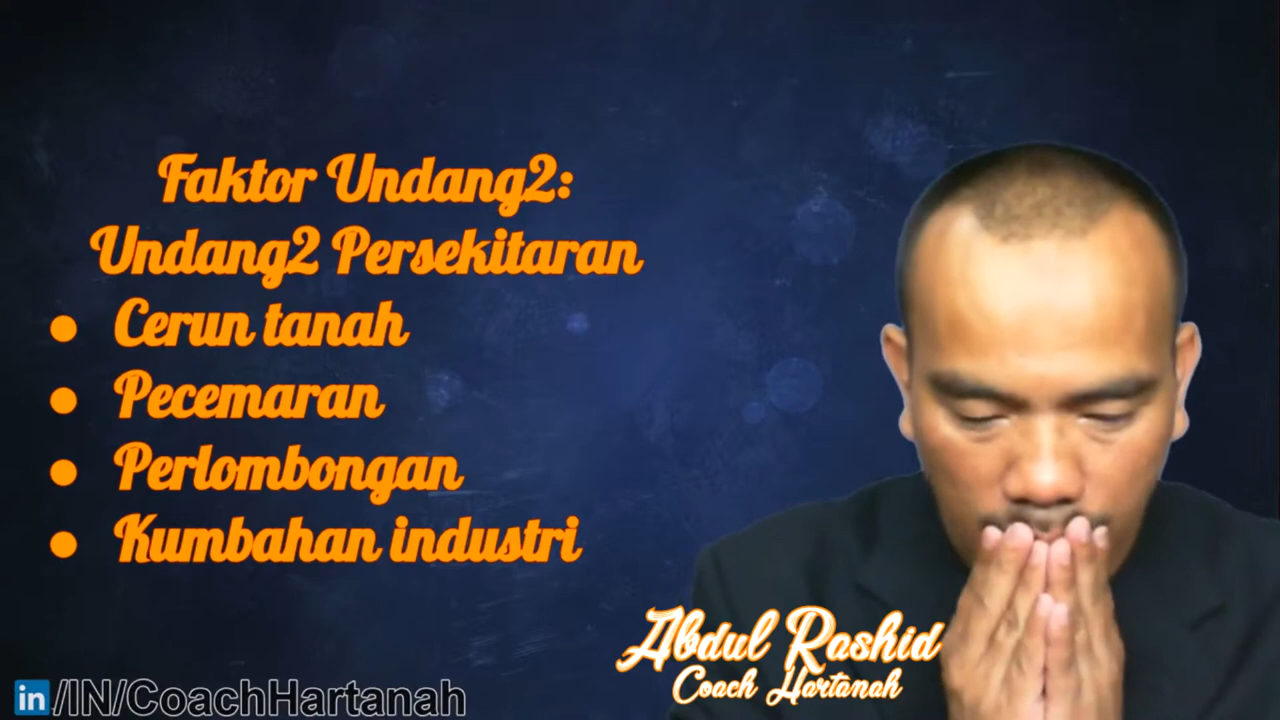 Faktor Undang2:
Undang2 Persekitaran
● Cerun tanah
● Pecemaran
● Perlombongan
● Kumbahan industri
Abdul Rashid
Coach Hartanah
in/IN/CoachHartanah